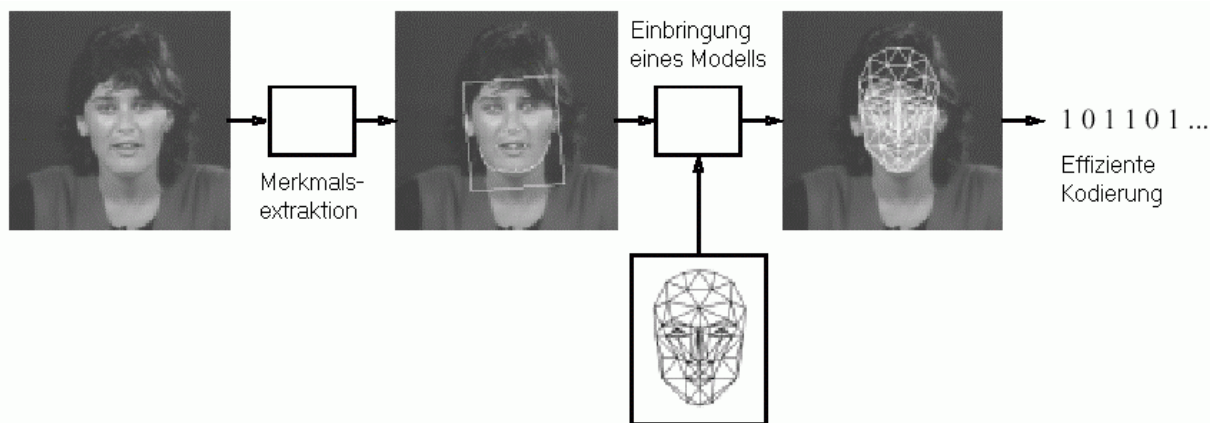 Merkmals-
extraktion
Einbringung
eines Modells
1 0 1 1 0 1 ...
Effiziente
Kodierung